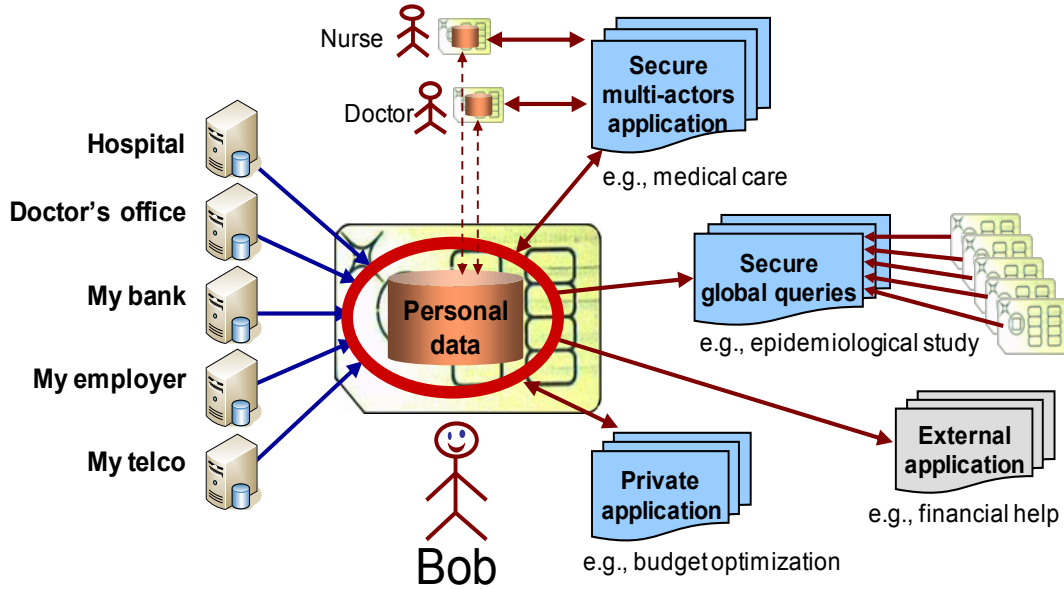 Nurse
Doctor
Secure
multi-actors
application
e.g., medical care
Hospital
Doctor's office
My bank
My employer
My telco
Personal
data
Secure
global queries
e.g., epidemiological study
External
application
e.g., financial help
Private
application
e.g., budget optimization
Bob